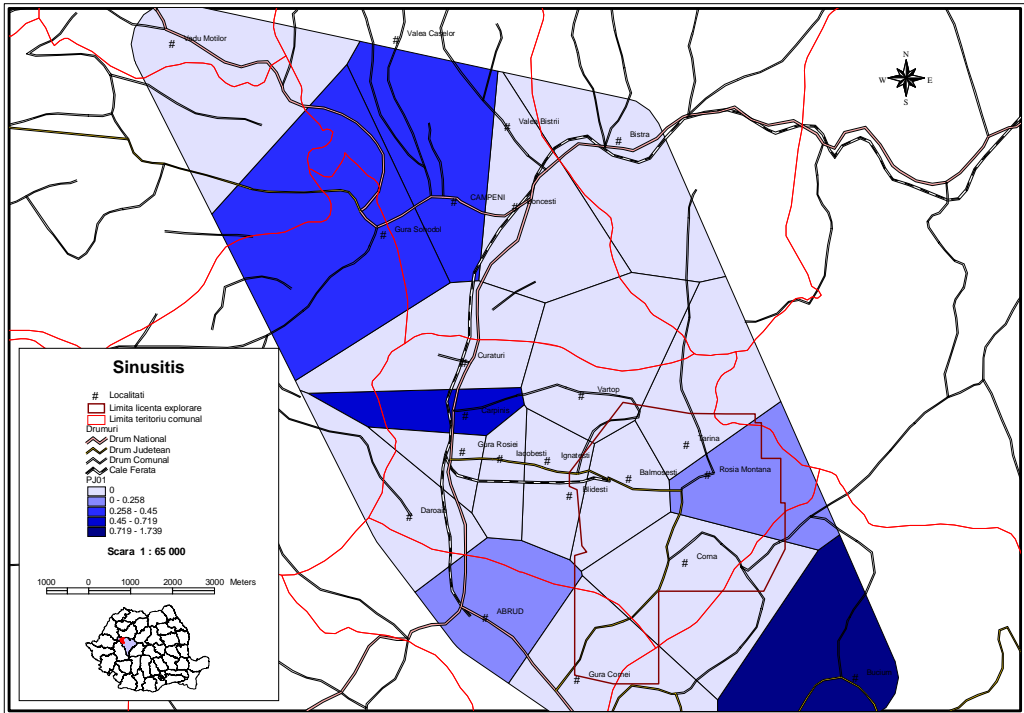 Vadu Motilor
Valea Caselor
N
W
E
S
Valea Bistrii
Bistra
CAMPENI
Boncesti
Gura Sohodol
Curaturi
Vartop
Gura Rosiei
Iacobesti
Ignatesti
Tarina
Balmosesti
Rosia Montana
Blidesti
Daroaia
Corna
ABRUD
Gura Cornei
Sinusitis
# Localitati
Limita licenta explorare
Limita teritoriu comunal
Drumuri
Drum National
Drum Judetean
Drum Comunal
Cale Ferata
PJ01
0
0 - 0.258
0.258 - 0.45
0.45 - 0.719
0.719 - 1.739
Scara 1 : 65 000
1000 0 1000 2000 3000 Meters